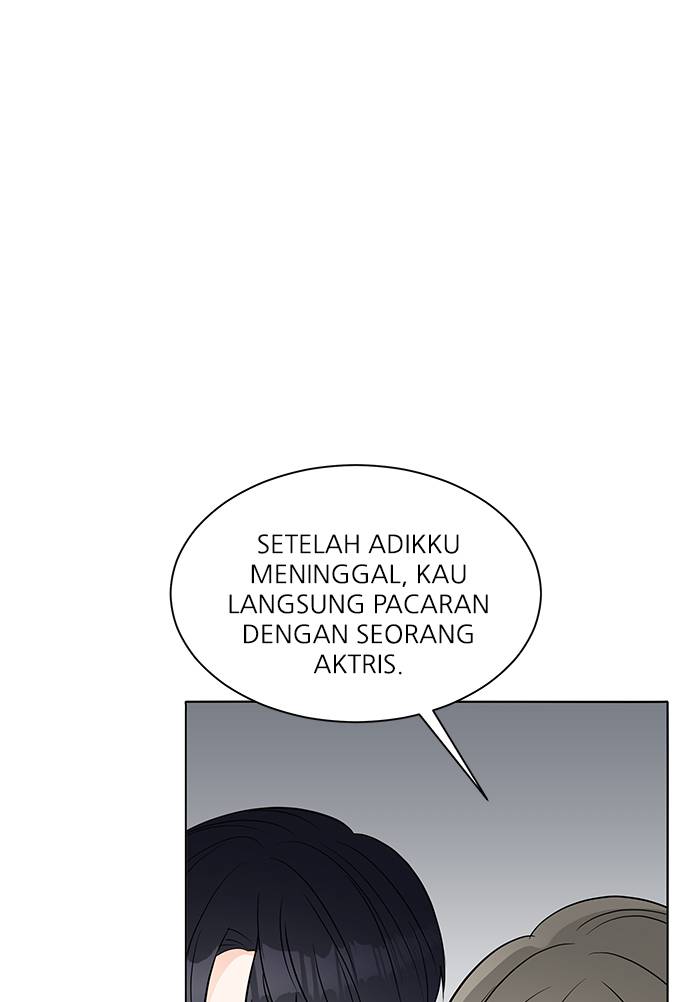 SETELAH ADIKKU
MENINGGAL, KAU
LANGSUNG PACARAN
DENGAN SEORANG
AKTRIS.